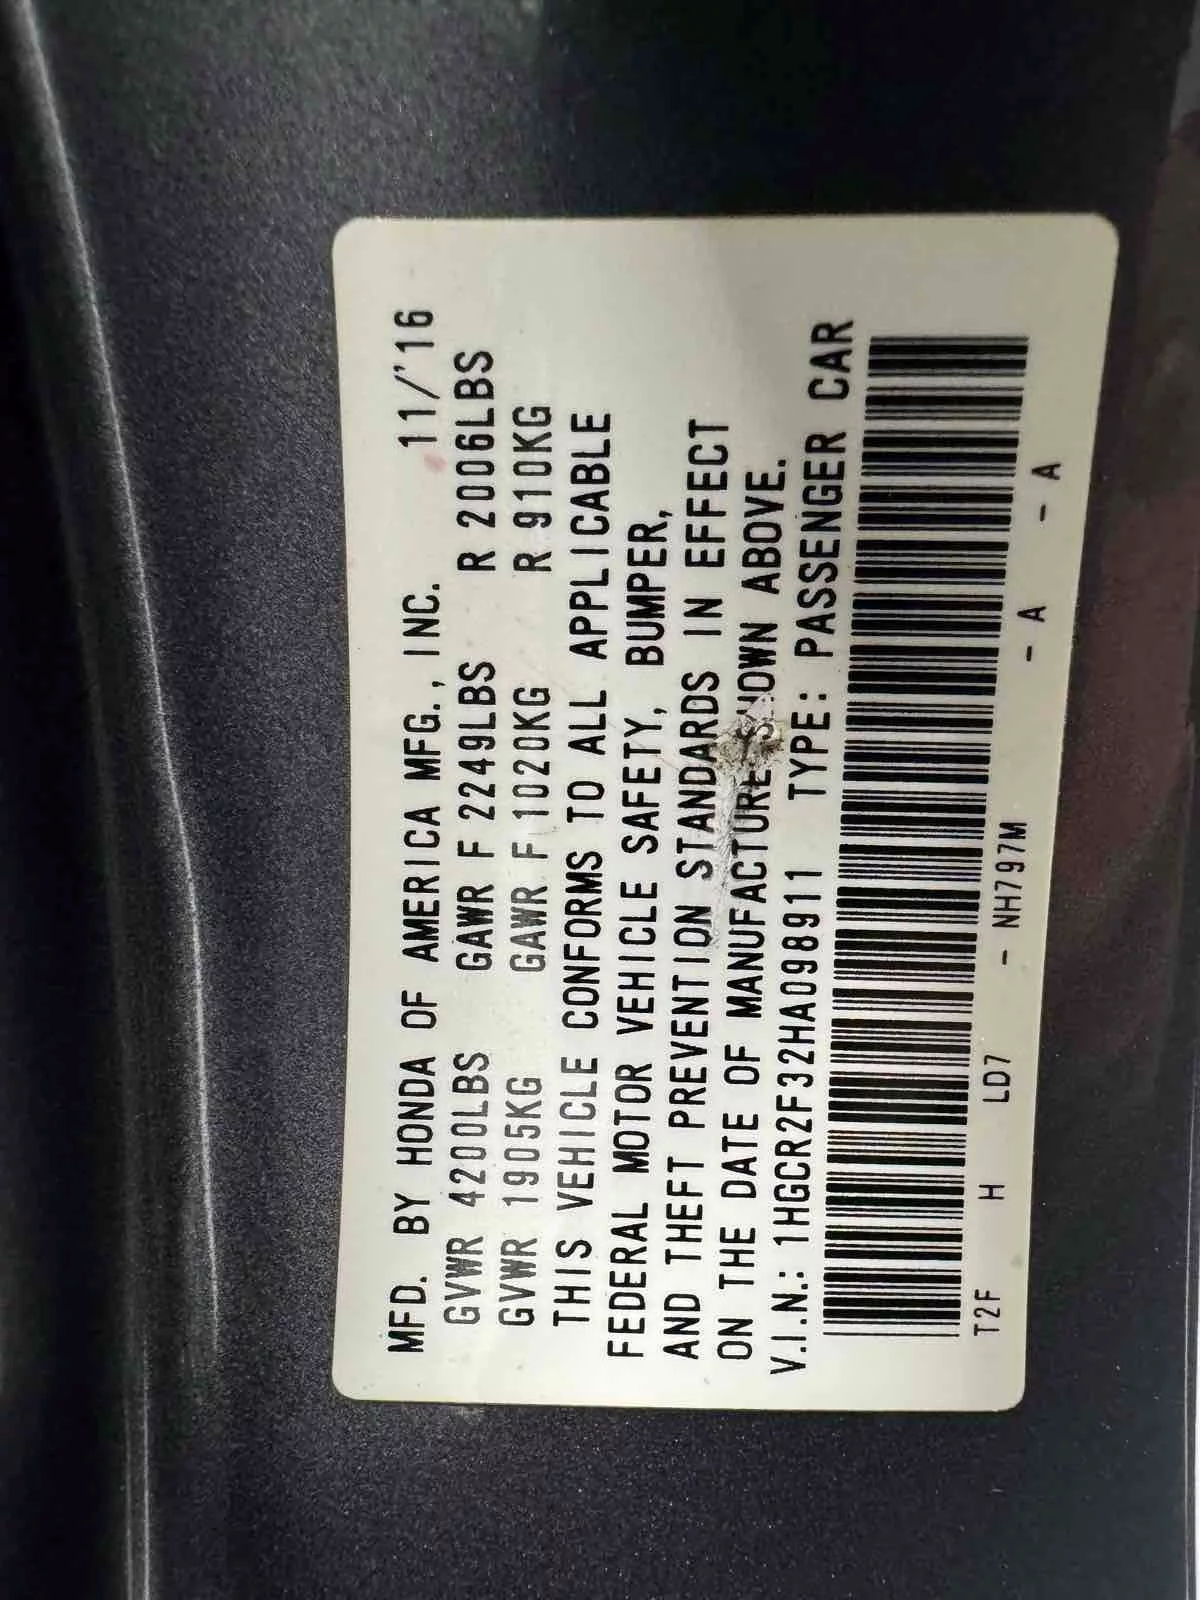 MFD. BY HONDA OF AMERICA MFG., INC. 11/'16
GVWR 4200LBS GAWR F 2249LBS R 2006LBS
GVWR 1905KG GAWR F 1020KG R 910KG
THIS VEHICLE CONFORMS TO ALL APPLICABLE
FEDERAL MOTOR VEHICLE SAFETY, BUMPER,
AND THEFT PREVENTION STANDARDS IN EFFECT
ON THE DATE OF MANUFACTURE SHOWN ABOVE.
V.I.N.: 1HGCR2F32HA098911 TYPE: PASSENGER CAR
T2F H LD7 - NH797M - A - A